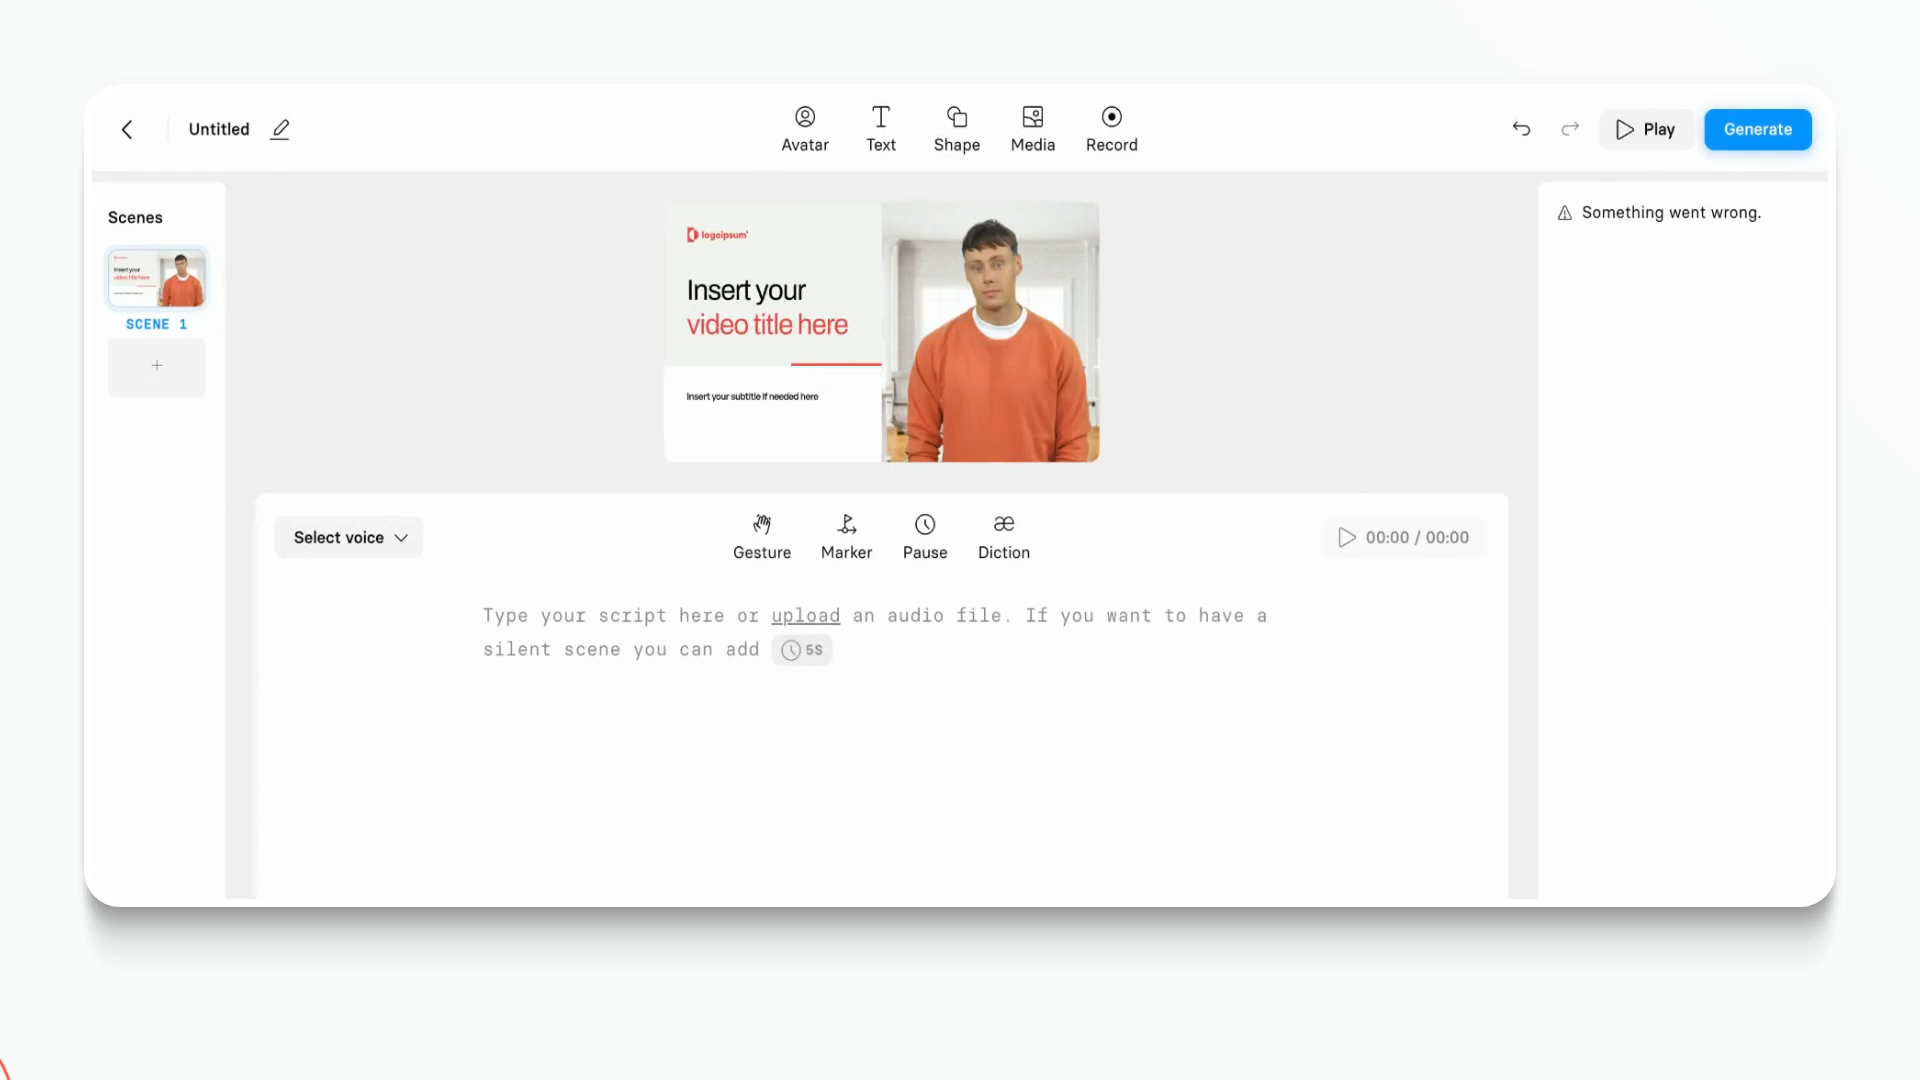 Untitled
Avatar
Text
Shape
Media
Record
Play
Generate
Scenes
SCENE 1
+
logoipsum'
Insert your
video title here
Insert your subtitle if needed here
Something went wrong.
Select voice
Gesture
Marker
Pause
æ
Diction
00:00 / 00:00
Type your script here or upload an audio file. If you want to have a
silent scene you can add 5S